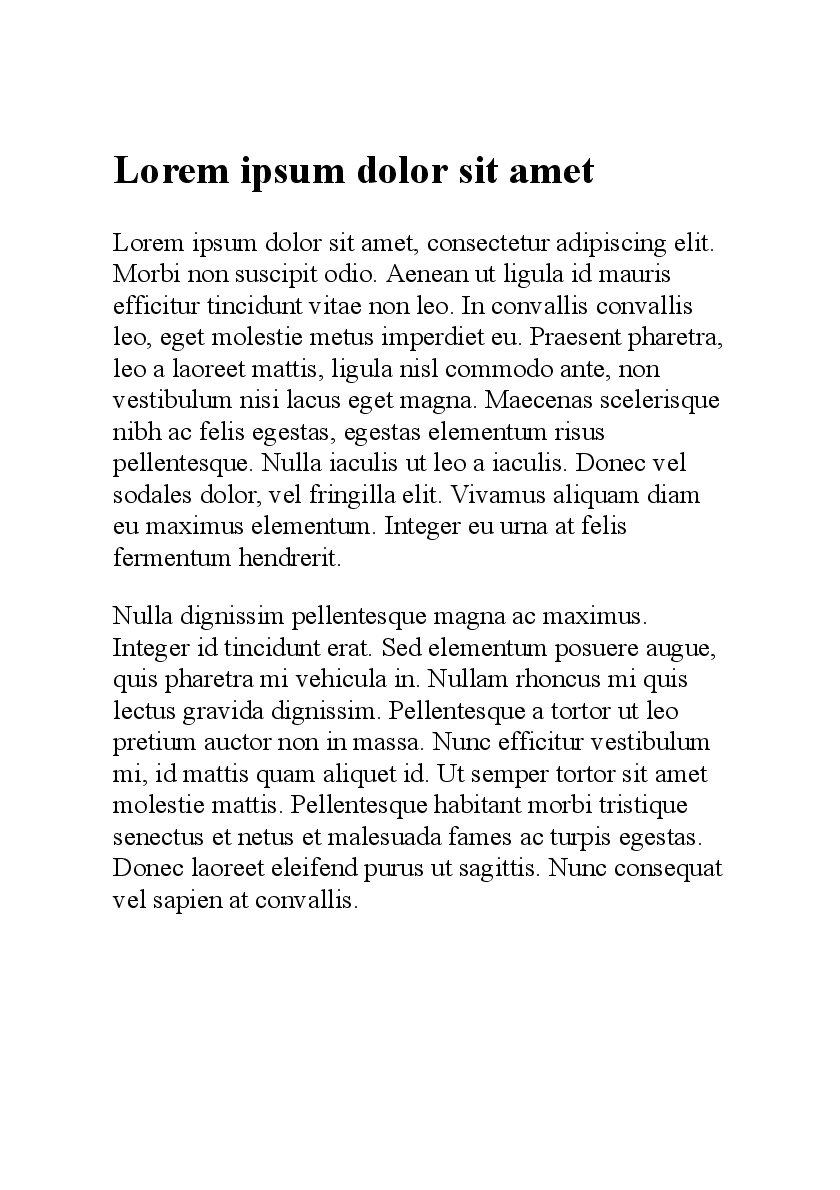 Lorem ipsum dolor sit amet
Lorem ipsum dolor sit amet, consectetur adipiscing elit.
Morbi non suscipit odio. Aenean ut ligula id mauris
efficitur tincidunt vitae non leo. In convallis convallis
leo, eget molestie metus imperdiet eu. Praesent pharetra,
leo a laoreet mattis, ligula nisl commodo ante, non
vestibulum nisi lacus eget magna. Maecenas scelerisque
nibh ac felis egestas, egestas elementum risus
pellentesque. Nulla iaculis ut leo a iaculis. Donec vel
sodales dolor, vel fringilla elit. Vivamus aliquam diam
eu maximus elementum. Integer eu urna at felis
fermentum hendrerit.
Nulla dignissim pellentesque magna ac maximus.
Integer id tincidunt erat. Sed elementum posuere augue,
quis pharetra mi vehicula in. Nullam rhoncus mi quis
lectus gravida dignissim. Pellentesque a tortor ut leo
pretium auctor non in massa. Nunc efficitur vestibulum
mi, id mattis quam aliquet id. Ut semper tortor sit amet
molestie mattis. Pellentesque habitant morbi tristique
senectus et netus et malesuada fames ac turpis egestas.
Donec laoreet eleifend purus ut sagittis. Nunc consequat
vel sapien at convallis.